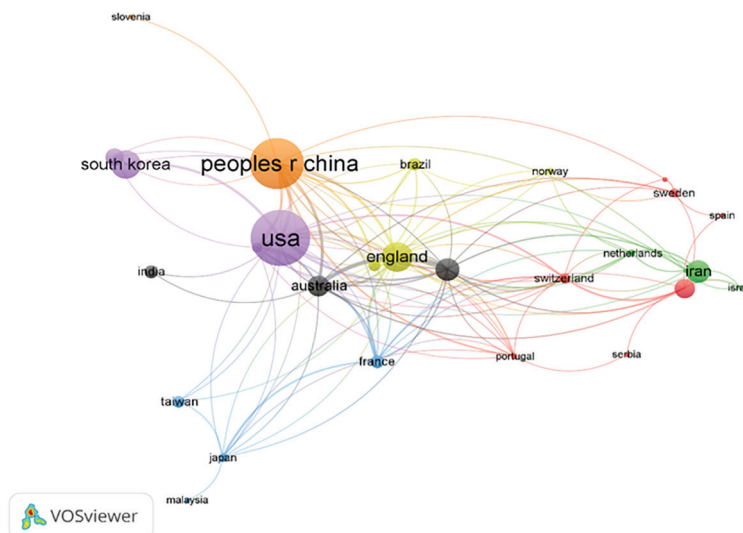 slovenia
south korea
peoples r china
brazil
norway
sweden
spain
usa
england
netherlands
iran
india
australia
switzerland
isre
france
portugal
serbia
taiwan
japan
malaysia
VOSviewer